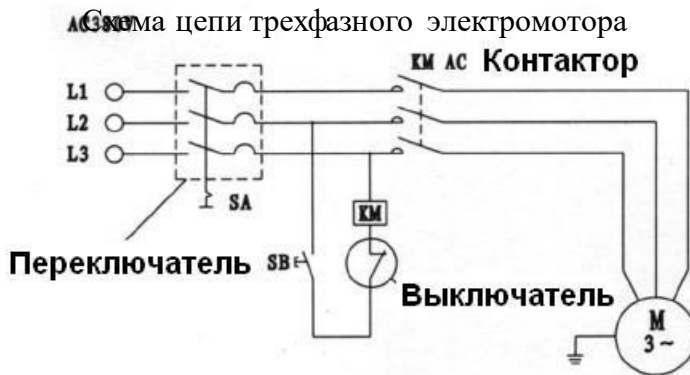 Схема цепи трехфазного электромотора
KM AC Контактор
L1
L2
L3
SA
KM
Переключатель
SB
Выключатель
M
3~